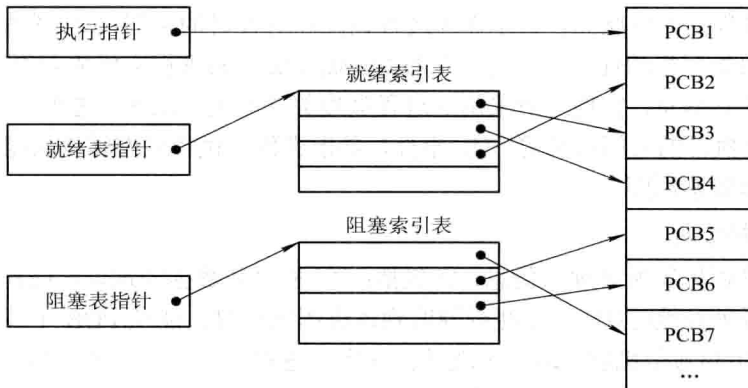 执行指针
就绪索引表
就绪表指针
阻塞索引表
阻塞表指针
PCB1
PCB2
PCB3
PCB4
PCB5
PCB6
PCB7
…